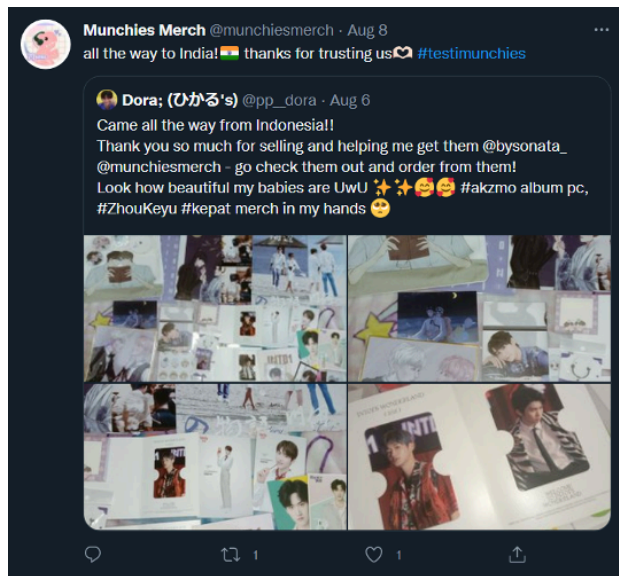 Munchies Merch @munchiesmerch · Aug 8 ...
all the way to India!🇮🇳 thanks for trusting us🫶🏻 #testimunchies
Dora; (ひかる's) @pp_dora · Aug 6
Came all the way from Indonesia!!
Thank you so much for selling and helping me get them @bysonata_
@munchiesmerch - go check them out and order from them!
Look how beautiful my babies are UwU ✨✨🥰🥰 #akzmo album pc,
#ZhouKeyu #kepat merch in my hands 🥺
INTO1
1
1